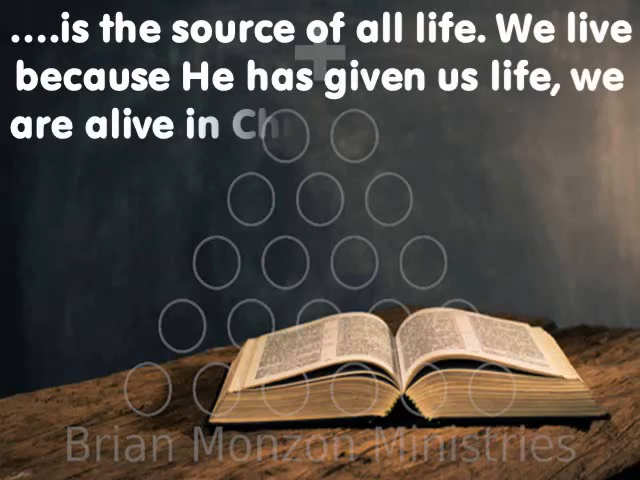 ....is the source of all life. We live
because He has given us life, we
are alive in Ch
Brian Monzon Ministries